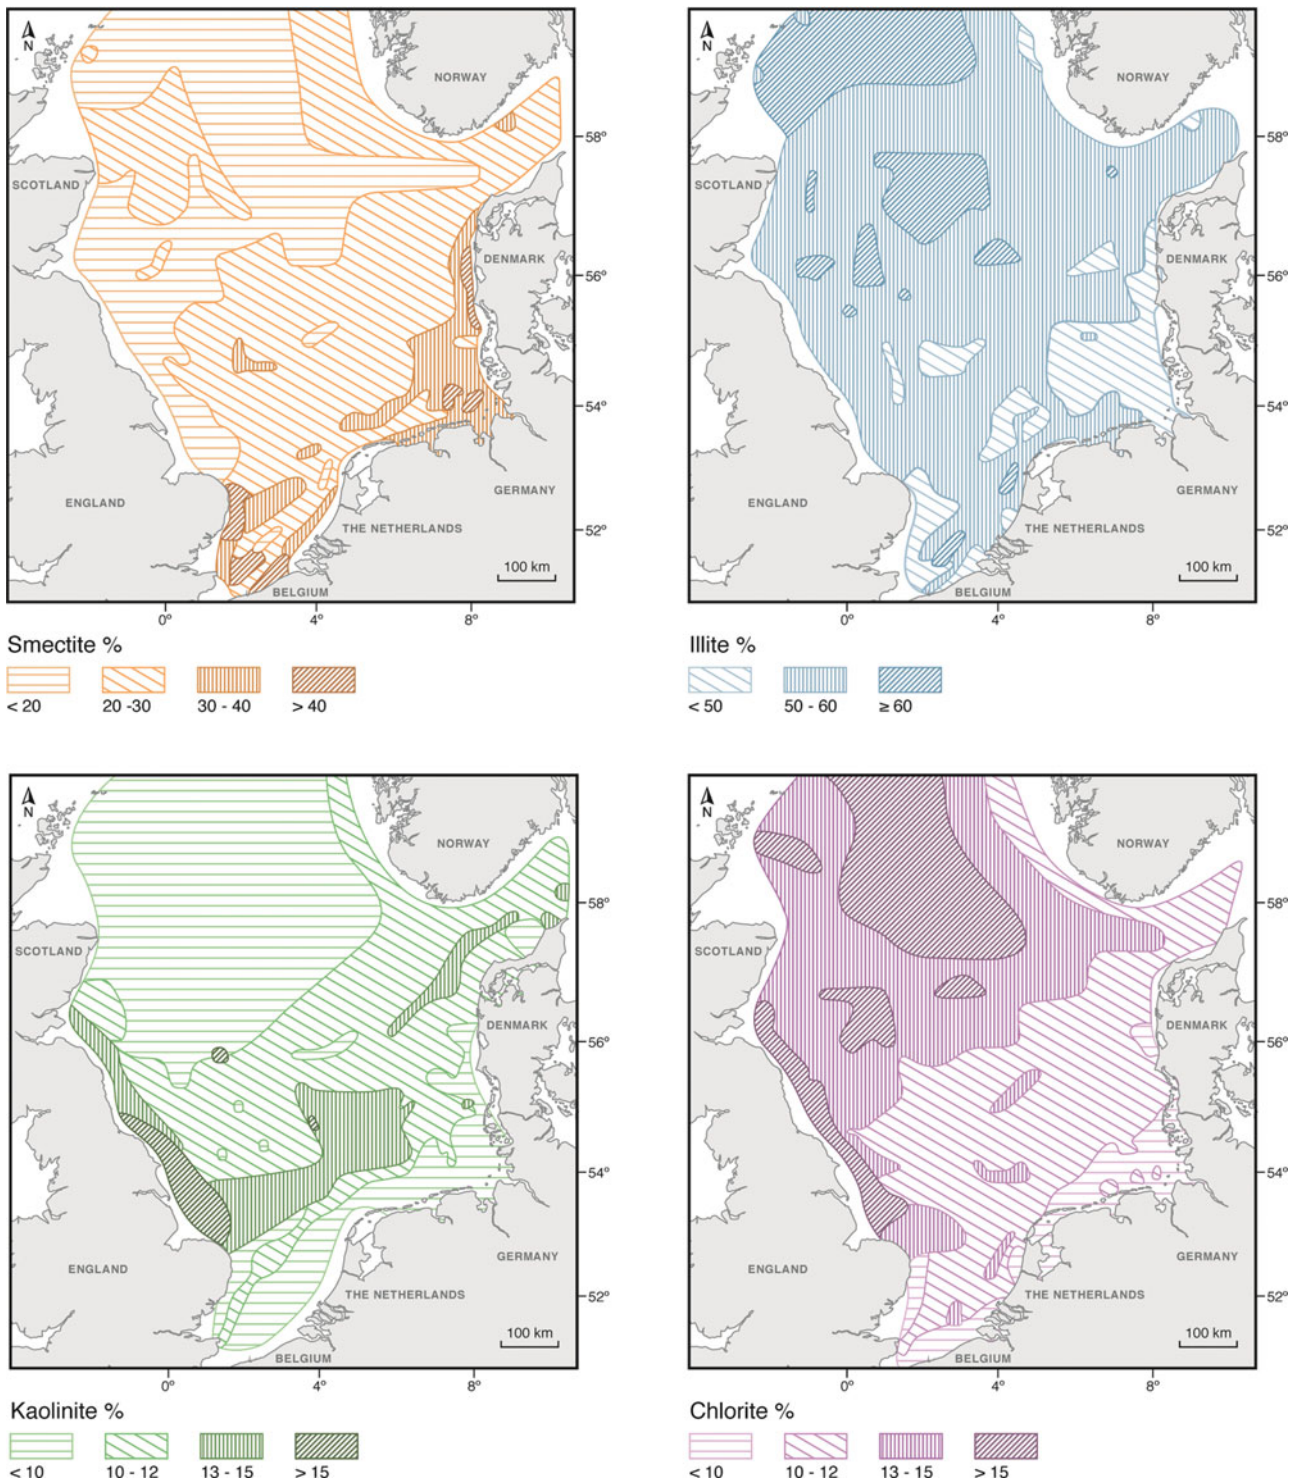 N
NORWAY
58°
SCOTLAND
DENMARK
56°
54°
ENGLAND
GERMANY
THE NETHERLANDS
52°
100 km
BELGIUM
0°
4°
8°
Smectite %
< 20
20 -30
30 - 40
> 40
N
NORWAY
58°
SCOTLAND
DENMARK
56°
54°
ENGLAND
GERMANY
THE NETHERLANDS
52°
100 km
BELGIUM
0°
4°
8°
Illite %
< 50
50 - 60
≥ 60
N
NORWAY
58°
SCOTLAND
DENMARK
56°
54°
ENGLAND
GERMANY
THE NETHERLANDS
52°
100 km
BELGIUM
0°
4°
8°
Kaolinite %
< 10
10 - 12
13 - 15
> 15
N
NORWAY
58°
SCOTLAND
DENMARK
56°
54°
ENGLAND
GERMANY
THE NETHERLANDS
52°
100 km
BELGIUM
0°
4°
8°
Chlorite %
< 10
10 - 12
13 - 15
> 15